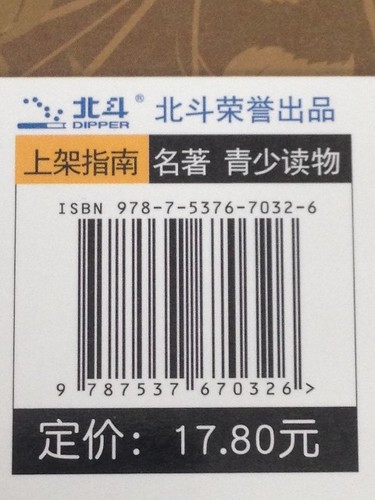 北斗® 北斗荣誉出品
DIPPER
上架指南 名著 青少读物
ISBN 978-7-5376-7032-6
9 787537 670326 >
定价：17.80元